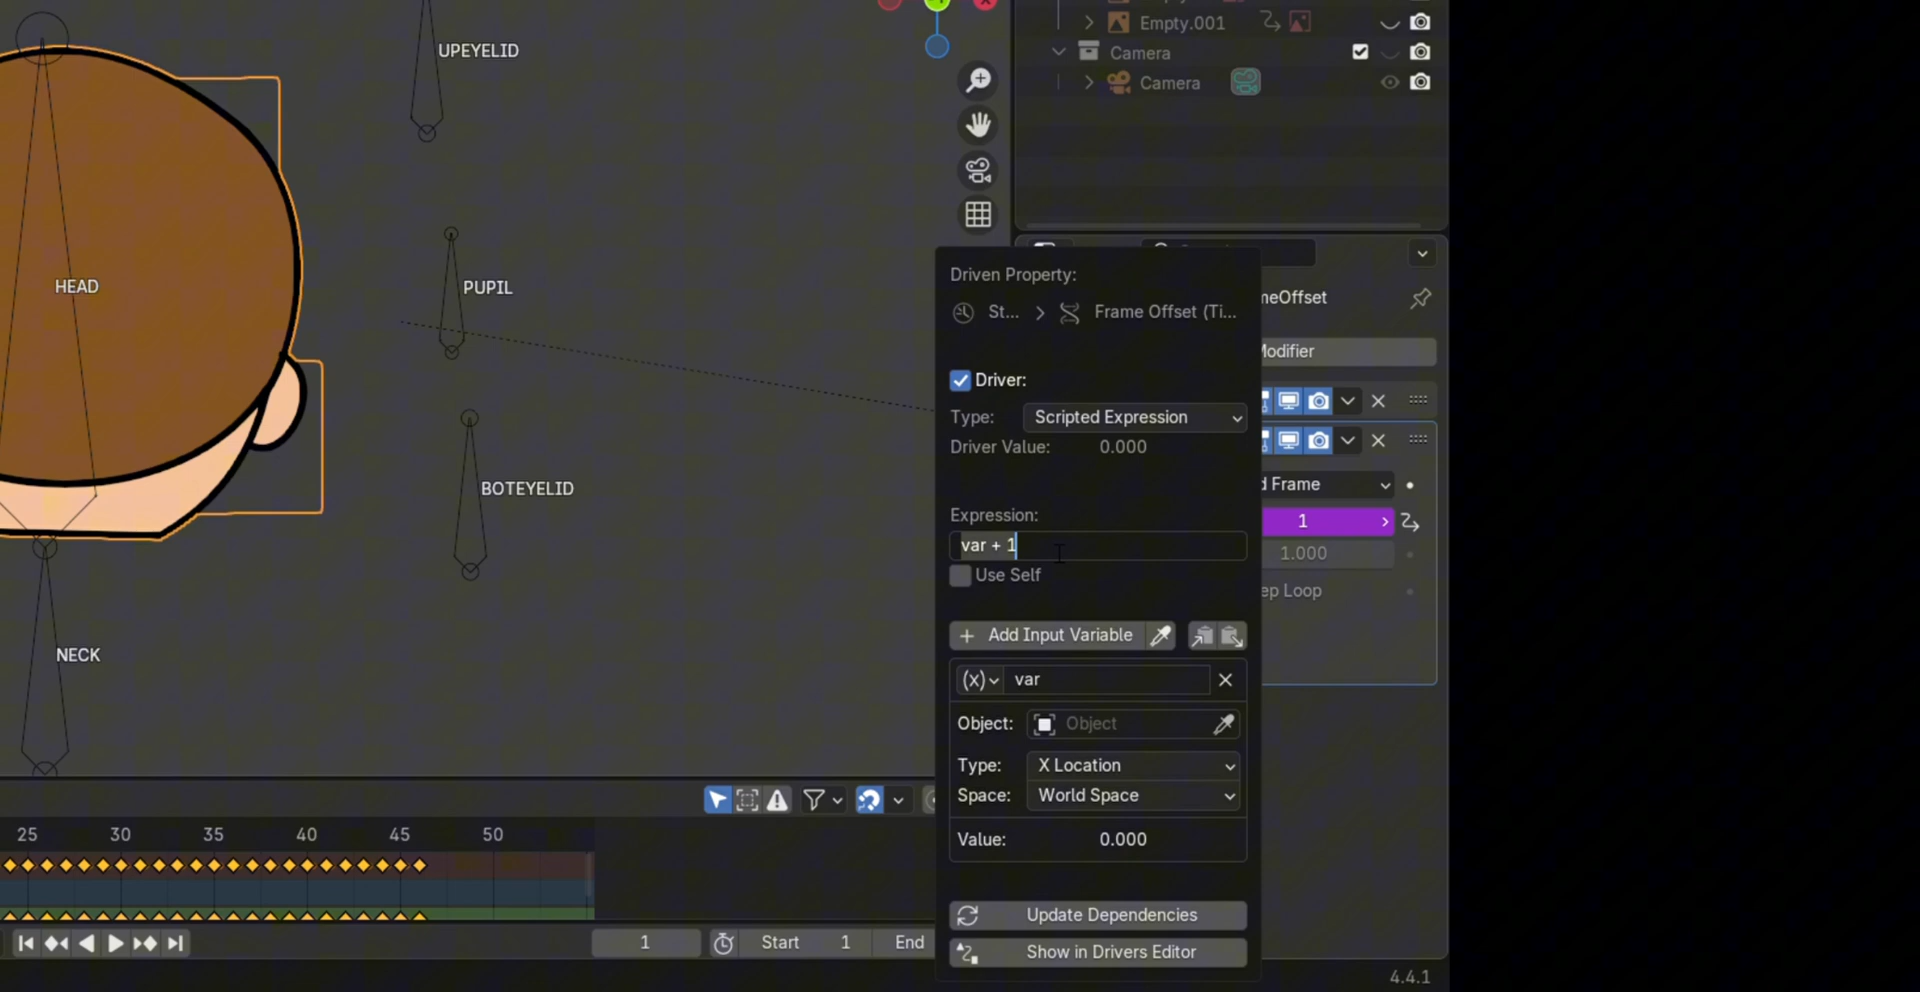 UPEYELID
Empty.001
Camera
Camera
HEAD
PUPIL
BOTEYELID
NECK
Driven Property:
St... > Frame Offset (Ti...
meOffset
Modifier
Driver:
Type: Scripted Expression
Driver Value: 0.000
d Frame
Expression:
1
var + 1
1.000
Use Self
ep Loop
+ Add Input Variable
(x) var
Object: Object
Type: X Location
Space: World Space
Value: 0.000
25 30 35 40 45 50
Update Dependencies
1 Start 1 End
Show in Drivers Editor
4.4.1